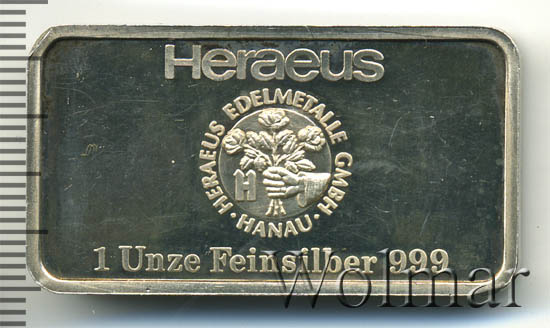 Heraeus
HERAEUS EDELMETALLE GMBH
H
· HANAU ·
1 Unze Feinsilber 999
Wolmar